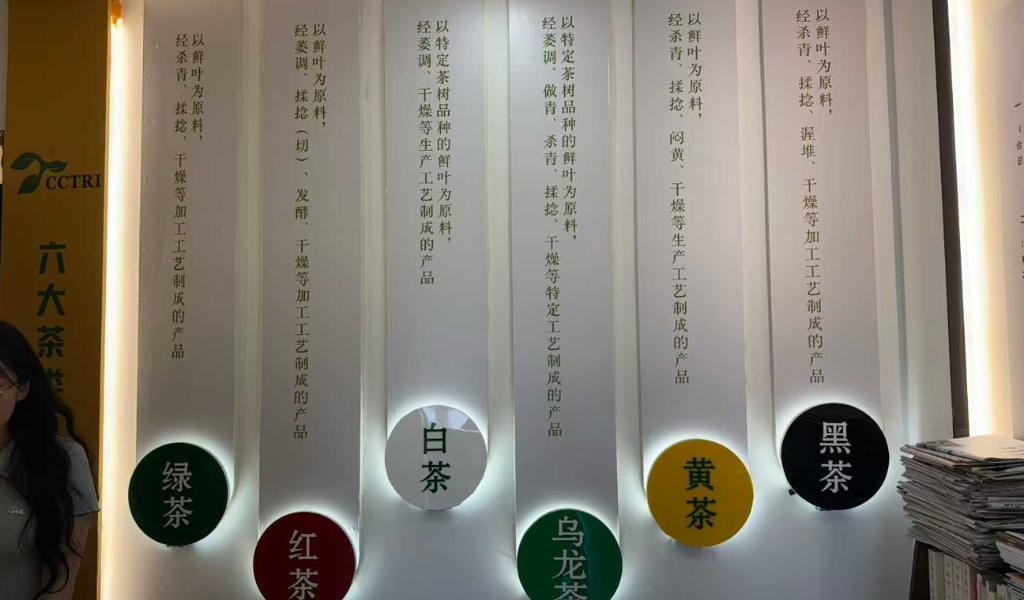 CCTRI
六大茶类
以鲜叶为原料，
经杀青、揉捻、干燥等加工工艺制成的产品
绿茶
以鲜叶为原料，
经萎凋、揉捻（切）、发酵、干燥等加工工艺制成的产品
红茶
以特定茶树品种的鲜叶为原料，
经萎凋、干燥等生产工艺制成的产品
白茶
以特定茶树品种的鲜叶为原料，
经萎凋、做青、杀青、揉捻、干燥等特定工艺制成的产品
乌龙茶
以鲜叶为原料，
经杀青、揉捻、闷黄、干燥等生产工艺制成的产品
黄茶
以鲜叶为原料，
经杀青、揉捻、渥堆、干燥等加工工艺制成的产品
黑茶